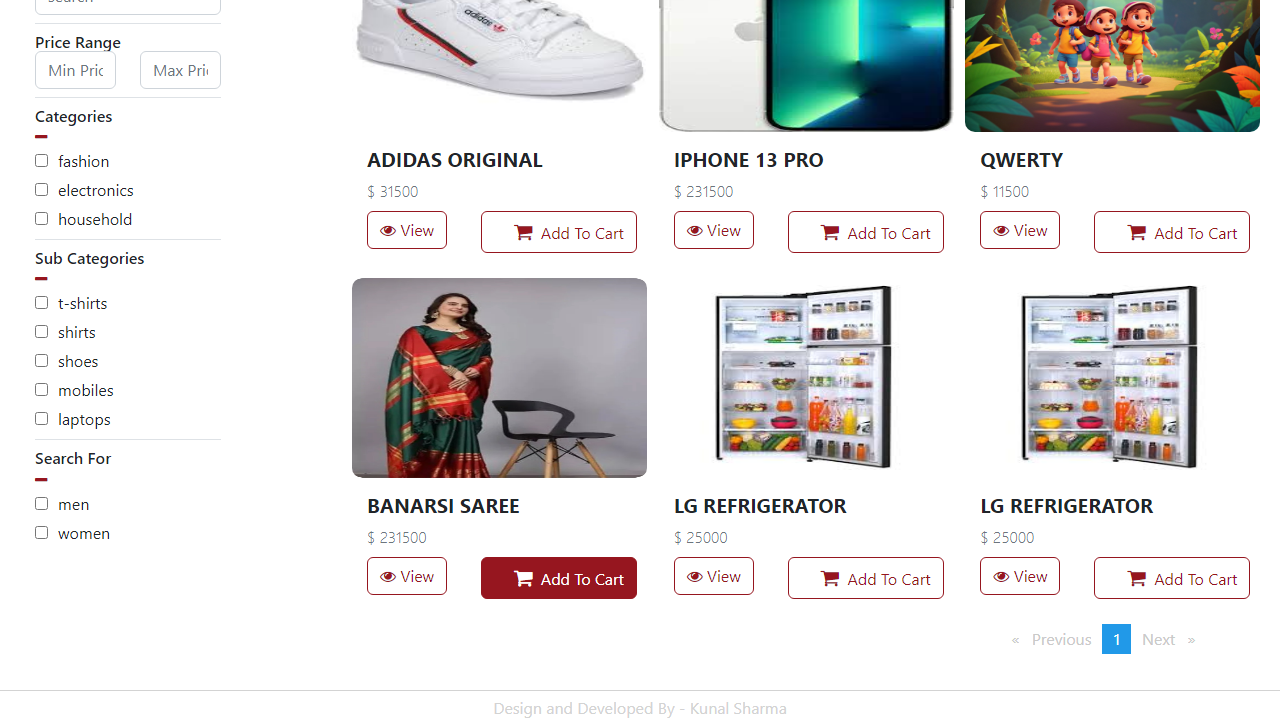 Search
Price Range
Min Pric
Max Pri
Categories
fashion
electronics
household
Sub Categories
t-shirts
shirts
shoes
mobiles
laptops
Search For
men
women
adidas
ADIDAS ORIGINAL
$ 31500
View
Add To Cart
IPHONE 13 PRO
$ 231500
View
Add To Cart
QWERTY
$ 11500
View
Add To Cart
BANARSI SAREE
$ 231500
View
Add To Cart
LG REFRIGERATOR
$ 25000
View
Add To Cart
LG REFRIGERATOR
$ 25000
View
Add To Cart
« Previous 1 Next »
Design and Developed By - Kunal Sharma